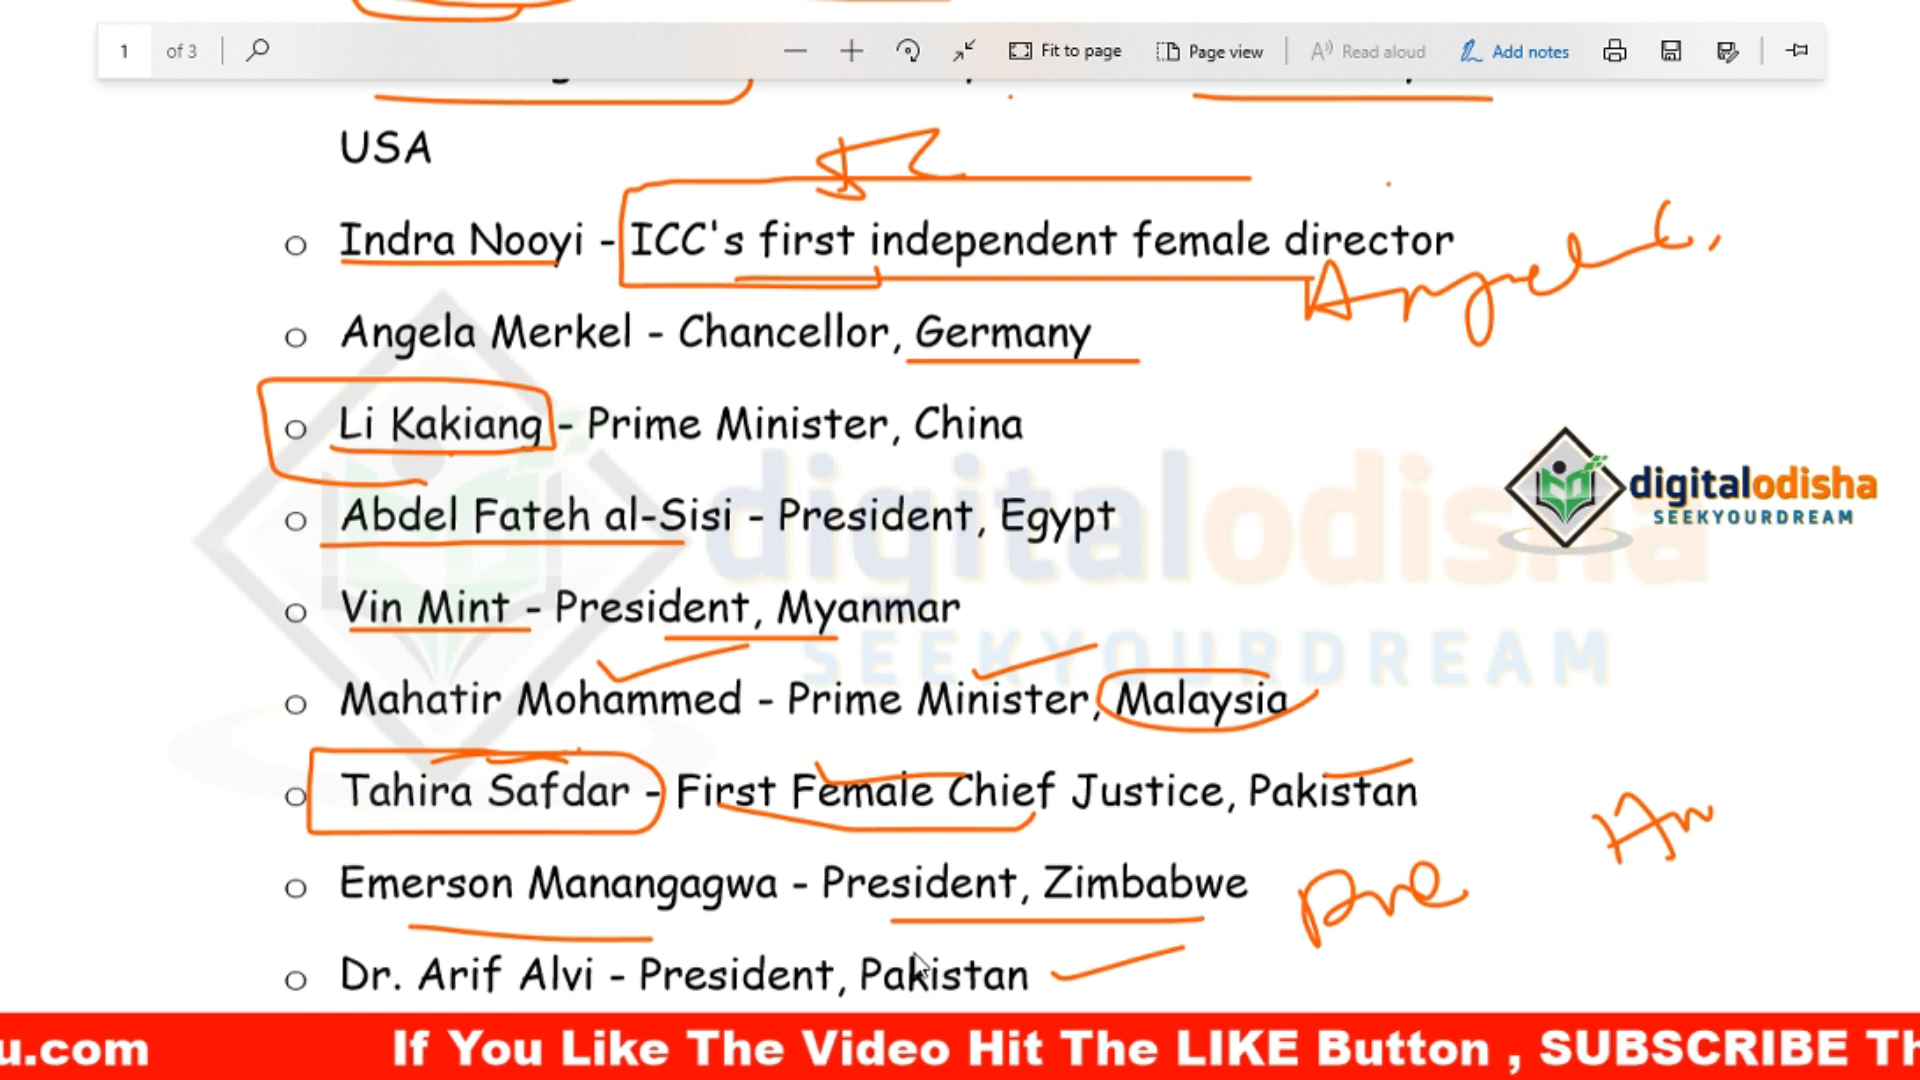 1 of 3 Fit to page Page view Read aloud Add notes
USA
Indra Nooyi - ICC's first independent female director
Angela Merkel - Chancellor, Germany
Li Kakiang - Prime Minister, China
Abdel Fateh al-Sisi - President, Egypt
Vin Mint - President, Myanmar
Mahatir Mohammed - Prime Minister, Malaysia
Tahira Safdar - First Female Chief Justice, Pakistan
Emerson Manangagwa - President, Zimbabwe
Dr. Arif Alvi - President, Pakistan
digitalodisha
SEEKYOURDREAM
digitalodisha
SEEKYOURDREAM
u.com If You Like The Video Hit The LIKE Button , SUBSCRIBE Th